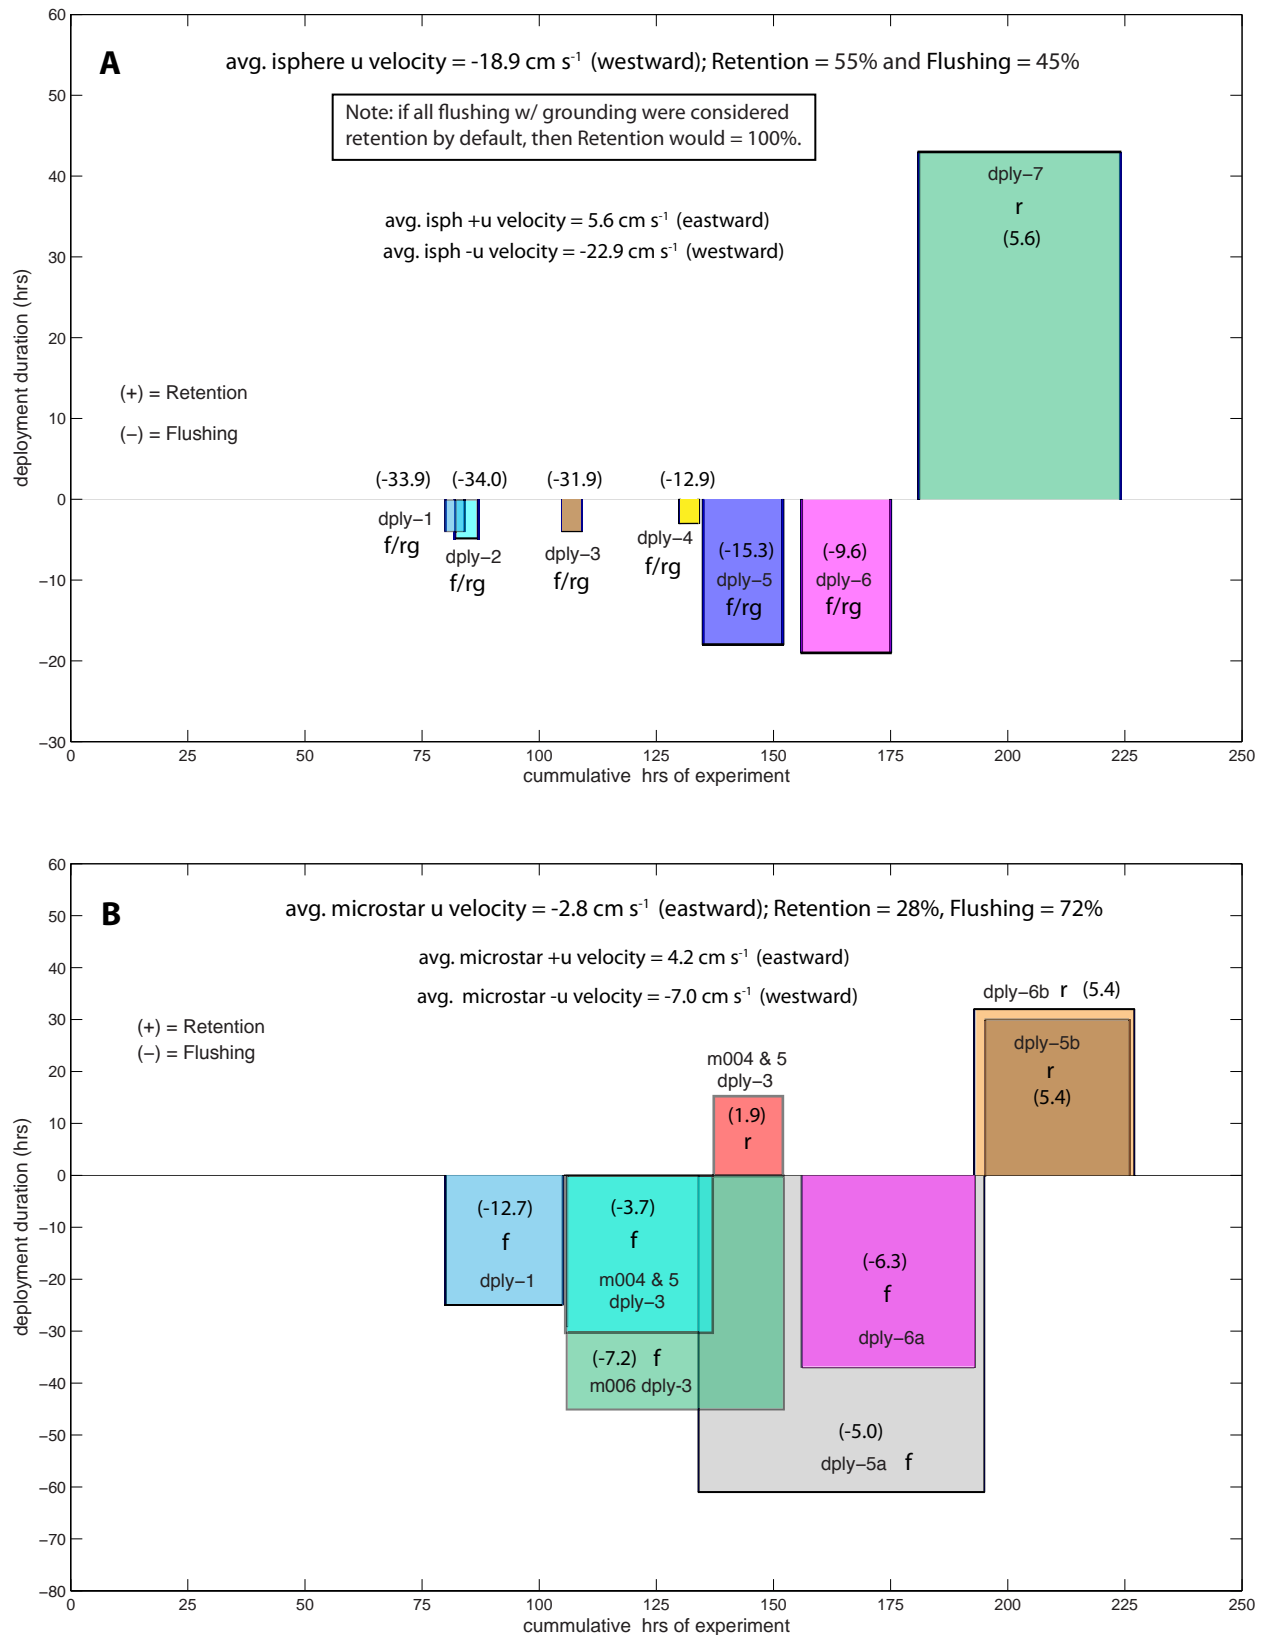 60
A
avg. isphere u velocity = -18.9 cm s⁻¹ (westward); Retention = 55% and Flushing = 45%
50
Note: if all flushing w/ grounding were considered
retention by default, then Retention would = 100%.
40
dply−7
r
(5.6)
avg. isph +u velocity = 5.6 cm s⁻¹ (eastward)
avg. isph -u velocity = -22.9 cm s⁻¹ (westward)
30
20
(+) = Retention
10
(−) = Flushing
(-33.9) (-34.0) (-31.9) (-12.9)
0
dply−1
f/rg
dply−2
f/rg
dply−3
f/rg
dply−4
f/rg
(-15.3)
dply−5
f/rg
(-9.6)
dply−6
f/rg
−10
−20
−30
deployment duration (hrs)
0 25 50 75 100 125 150 175 200 225 250
cummulative hrs of experiment
60
B
avg. microstar u velocity = -2.8 cm s⁻¹ (eastward); Retention = 28%, Flushing = 72%
50
avg. microstar +u velocity = 4.2 cm s⁻¹ (eastward)
40
avg. microstar -u velocity = -7.0 cm s⁻¹ (westward)
dply−6b r (5.4)
30
(+) = Retention
(−) = Flushing
dply−5b
r
(5.4)
20
m004 & 5
dply−3
(1.9)
r
10
0
(-12.7)
f
dply−1
(-3.7)
f
m004 & 5
dply−3
(-6.3)
f
dply−6a
−10
−20
−30
(-7.2) f
m006 dply-3
−40
−50
(-5.0)
dply−5a f
−60
−70
−80
deployment duration (hrs)
0 25 50 75 100 125 150 175 200 225 250
cummulative hrs of experiment